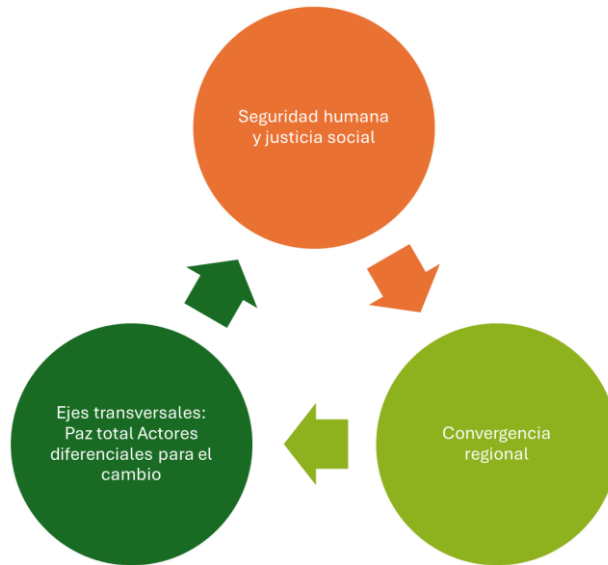 Seguridad humana
y justicia social
Ejes transversales:
Paz total Actores
diferenciales para el
cambio
Convergencia
regional